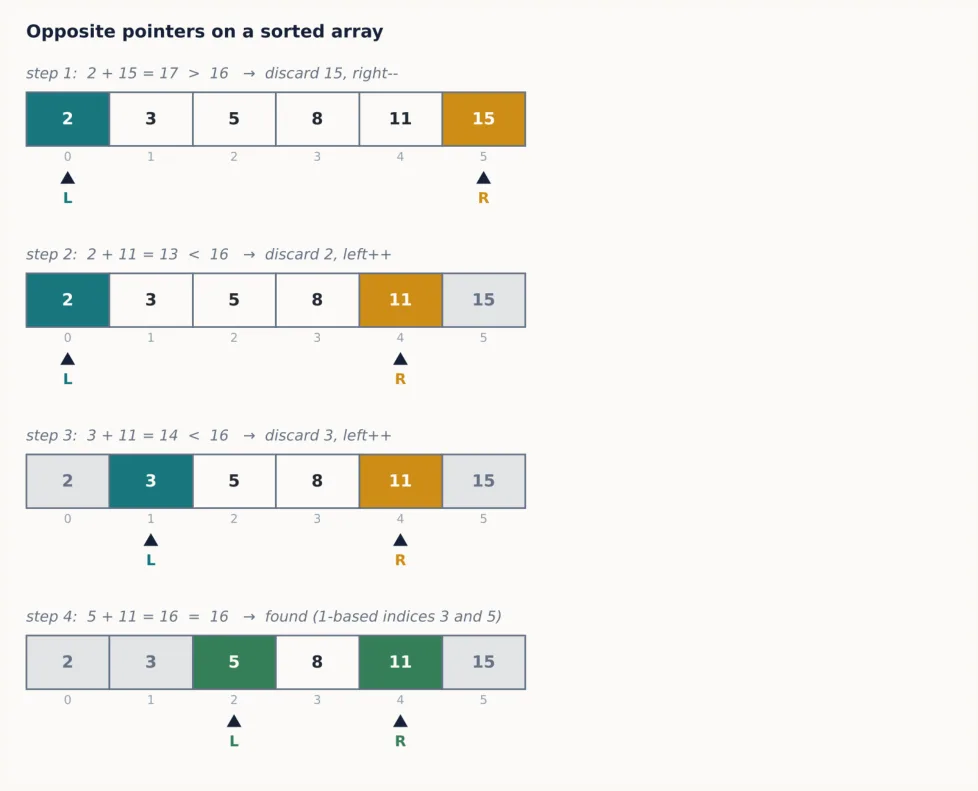 Opposite pointers on a sorted array
step 1:  2 + 15 = 17  >  16   →  discard 15, right--
2 3 5 8 11 15
0 1 2 3 4 5
L R
step 2:  2 + 11 = 13  <  16   →  discard 2, left++
2 3 5 8 11 15
0 1 2 3 4 5
L R
step 3:  3 + 11 = 14  <  16   →  discard 3, left++
2 3 5 8 11 15
0 1 2 3 4 5
L R
step 4:  5 + 11 = 16  =  16   →  found (1-based indices 3 and 5)
2 3 5 8 11 15
0 1 2 3 4 5
L R